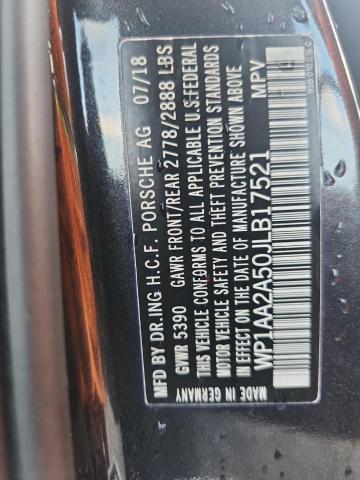 MFD BY DR.ING H.C.F. PORSCHE AG 07/18
GVWR 5390 GAWR FRONT/REAR 2778/2888 LBS
THIS VEHICLE CONFORMS TO ALL APPLICABLE U.S.FEDERAL
MOTOR VEHICLE SAFETY AND THEFT PREVENTION STANDARDS
IN EFFECT ON THE DATE OF MANUFACTURE SHOWN ABOVE
WP1AA2A50JLB17521 MPV
MADE IN GERMANY